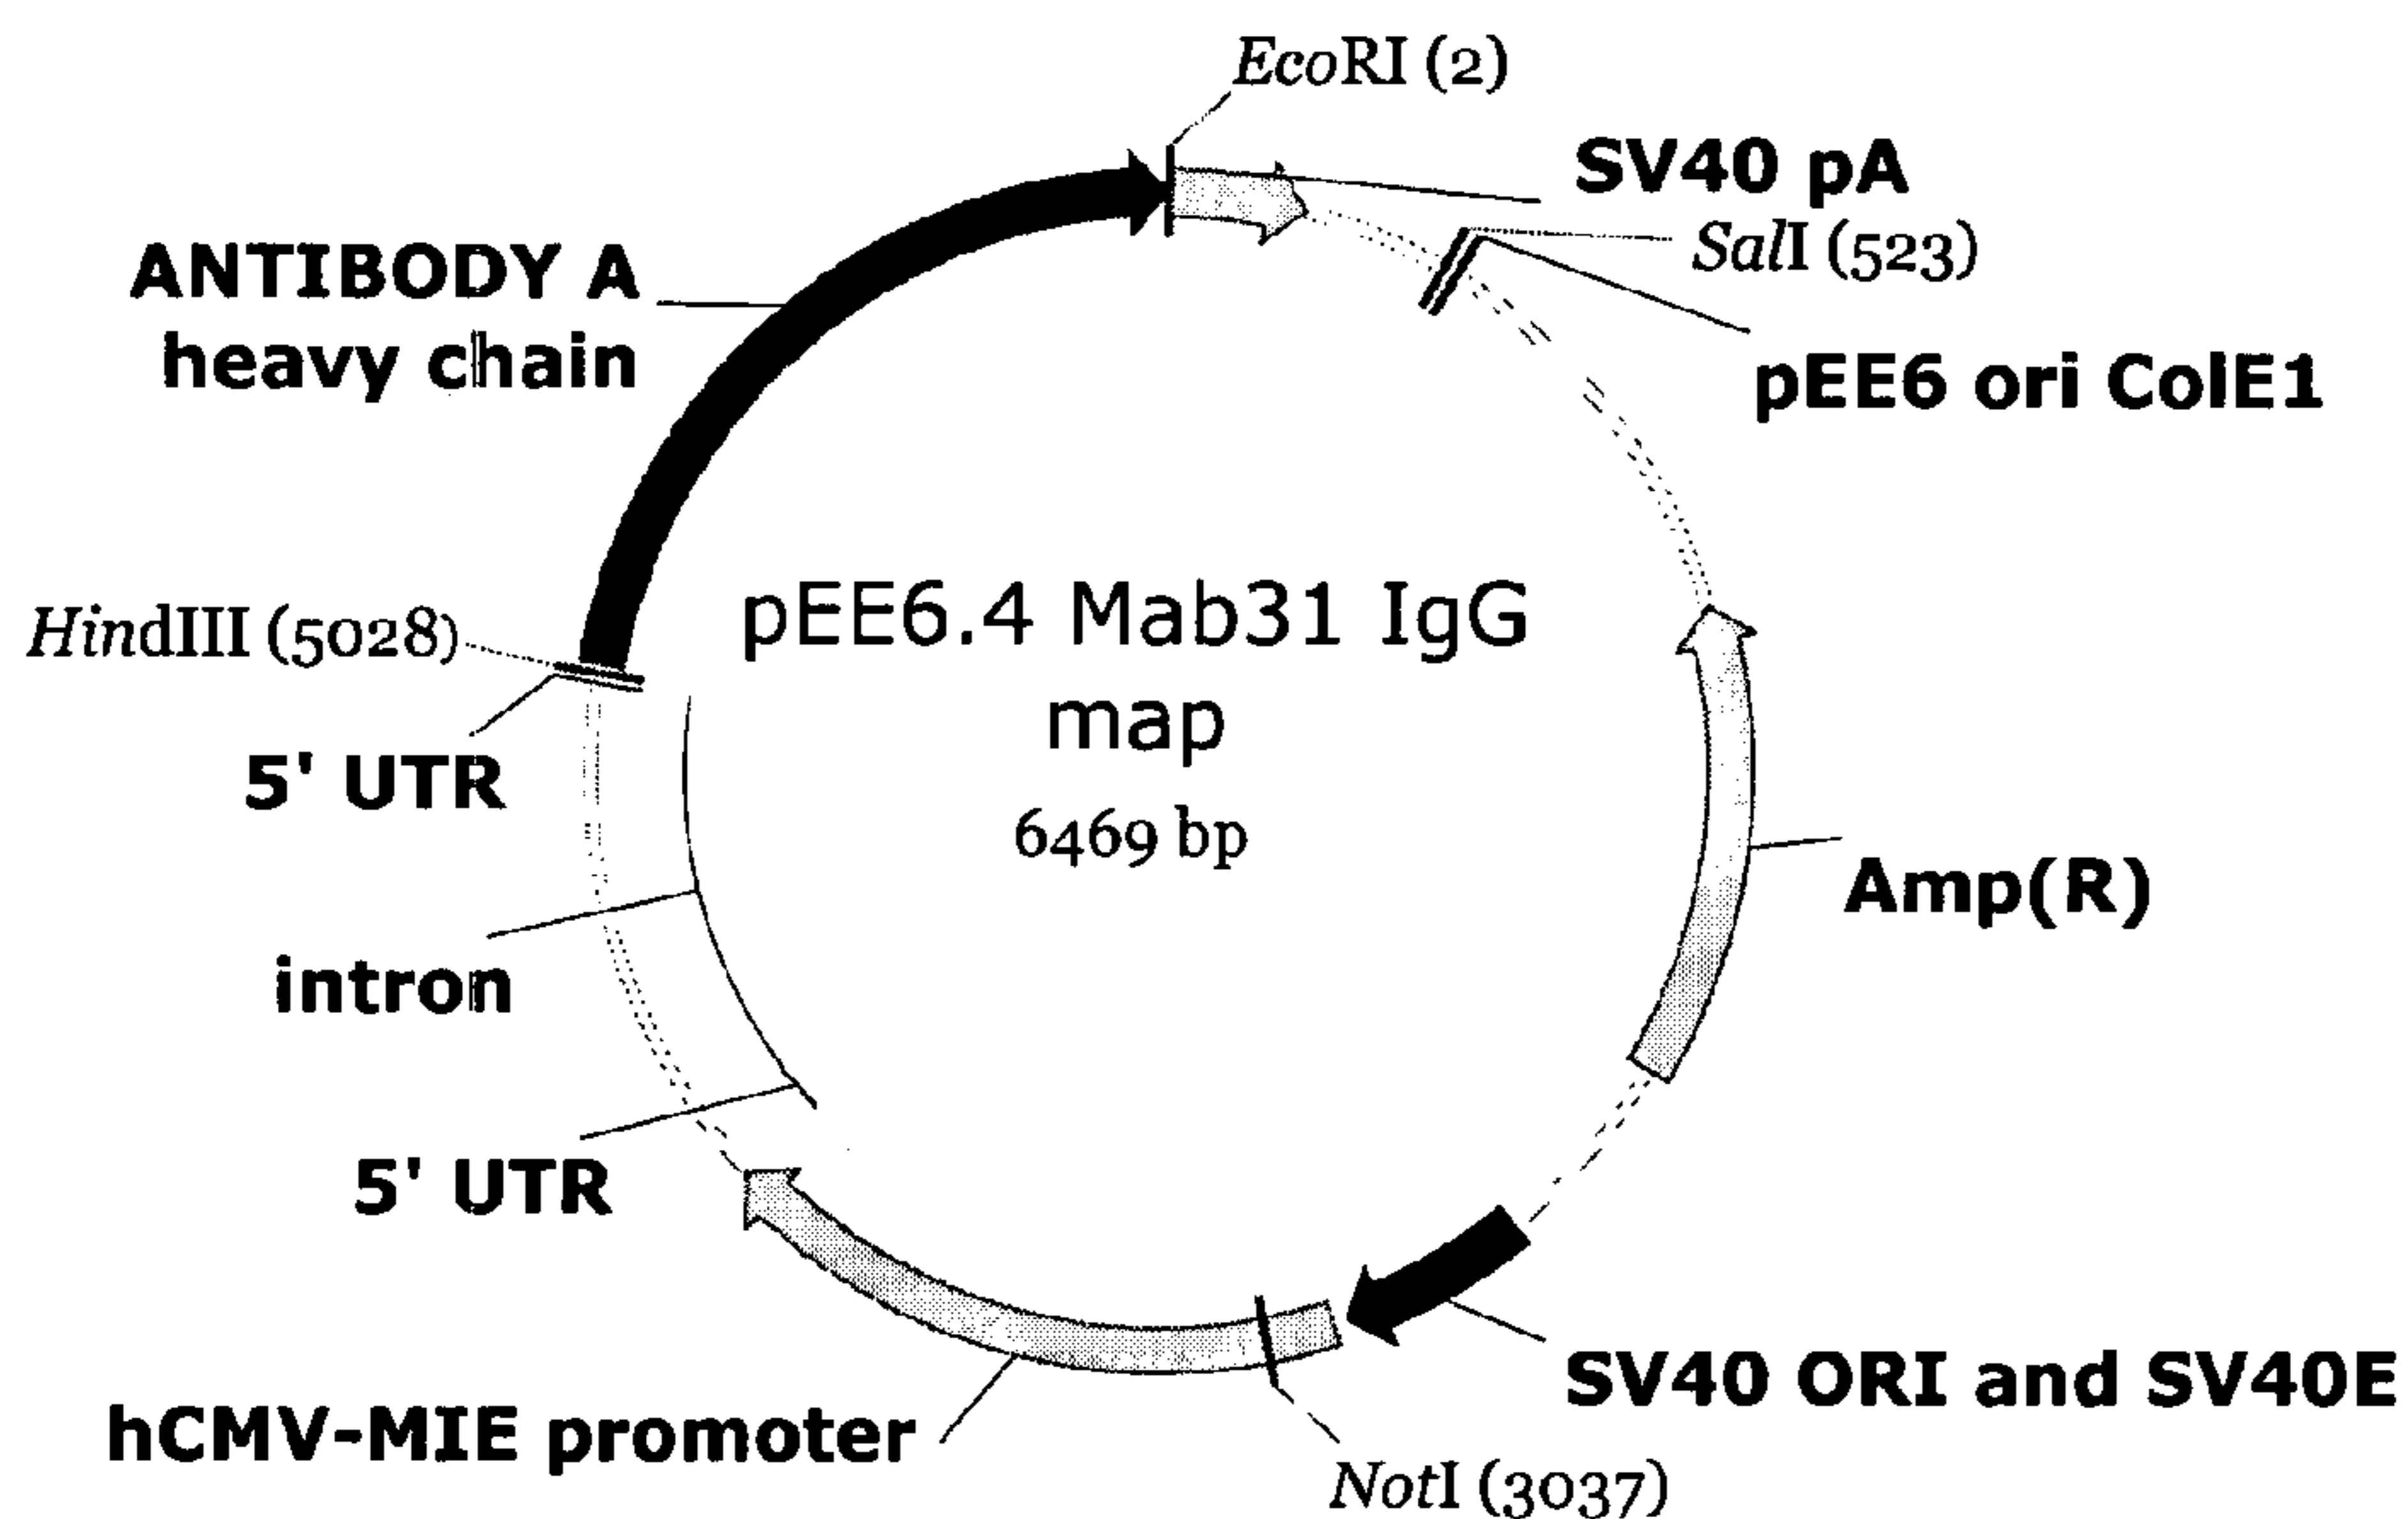 EcoRI (2)
SV40 pA
SalI (523)
pEE6 ori ColE1
ANTIBODY A
heavy chain
HindIII (5028)
pEE6.4 Mab31 IgG
map
6469 bp
5' UTR
Amp(R)
intron
5' UTR
SV40 ORI and SV40E
hCMV-MIE promoter
NotI (3037)